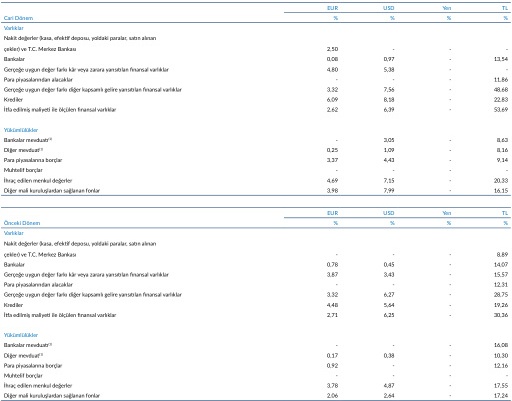 EUR USD Yen TL
Cari Dönem % % % %
Varlıklar
Nakit değerler (kasa, efektif deposu, yoldaki paralar, satın alınan
çekler) ve T.C. Merkez Bankası 2,50 - - -
Bankalar 0,08 0,97 - 13,54
Gerçeğe uygun değer farkı kâr veya zarara yansıtılan finansal varlıklar 4,80 5,38 - -
Para piyasalarından alacaklar - - - 11,86
Gerçeğe uygun değer farkı diğer kapsamlı gelire yansıtılan finansal varlıklar 3,32 7,56 - 48,68
Krediler 6,09 8,18 - 22,83
İtfa edilmiş maliyeti ile ölçülen finansal varlıklar 2,62 6,39 - 53,69
Yükümlülükler
Bankalar mevduatı⁽¹⁾ - 3,05 - 8,63
Diğer mevduat⁽¹⁾ 0,25 1,09 - 8,16
Para piyasalarına borçlar 3,37 4,43 - 9,14
Muhtelif borçlar - - - -
İhraç edilen menkul değerler 4,69 7,15 - 20,33
Diğer mali kuruluşlardan sağlanan fonlar 3,98 7,99 - 16,15
EUR USD Yen TL
Önceki Dönem % % % %
Varlıklar
Nakit değerler (kasa, efektif deposu, yoldaki paralar, satın alınan
çekler) ve T.C. Merkez Bankası - - - 8,89
Bankalar 0,78 0,45 - 14,07
Gerçeğe uygun değer farkı kâr veya zarara yansıtılan finansal varlıklar 3,87 3,43 - 15,57
Para piyasalarından alacaklar - - - 12,31
Gerçeğe uygun değer farkı diğer kapsamlı gelire yansıtılan finansal varlıklar 3,32 6,27 - 28,75
Krediler 4,48 5,64 - 19,26
İtfa edilmiş maliyeti ile ölçülen finansal varlıklar 2,71 6,25 - 30,36
Yükümlülükler
Bankalar mevduatı⁽¹⁾ - - - 16,08
Diğer mevduat⁽¹⁾ 0,17 0,38 - 10,30
Para piyasalarına borçlar 0,92 - - 12,16
Muhtelif borçlar - - - -
İhraç edilen menkul değerler 3,78 4,87 - 17,55
Diğer mali kuruluşlardan sağlanan fonlar 2,06 2,64 - 17,24